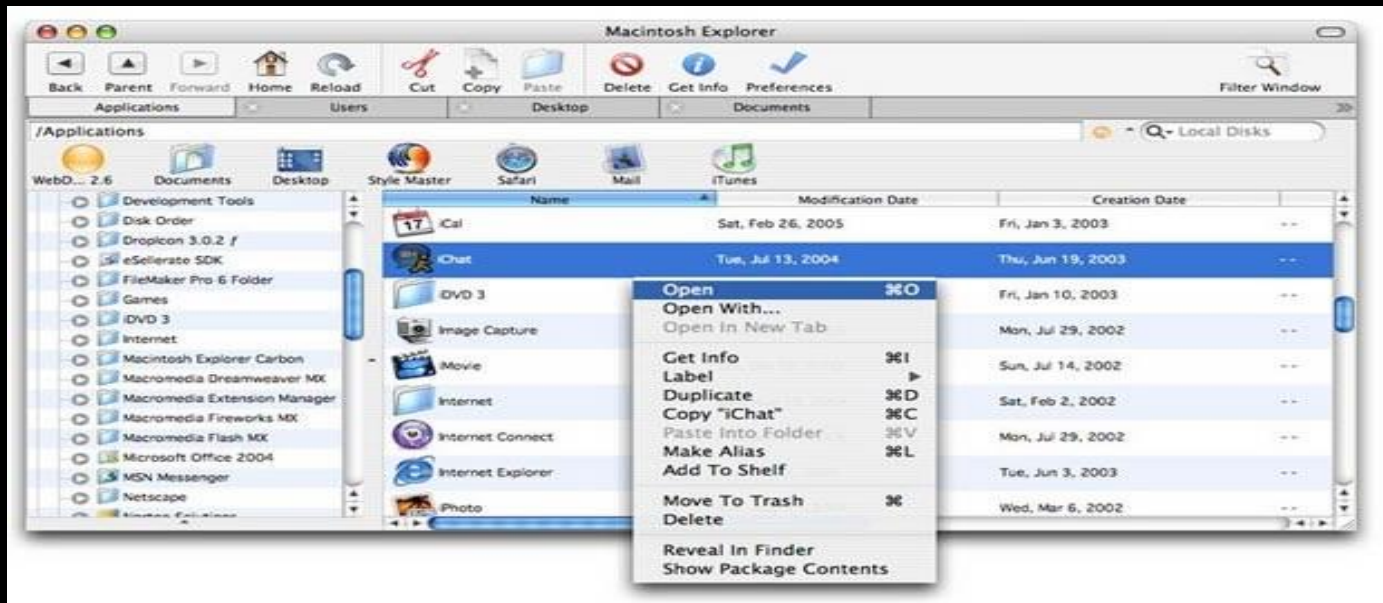 Macintosh Explorer
Back Parent Forward Home Reload Cut Copy Paste Delete Get Info Preferences Filter Window
Applications Users Desktop Documents
/Applications Local Disks
WebD... 2.6 Documents Desktop Style Master Safari Mail iTunes
Name Modification Date Creation Date
Development Tools
Disk Order
DropIcon 3.0.2 ƒ
eSellerate SDK
FileMaker Pro 6 Folder
Games
iDVD 3
Internet
Macintosh Explorer Carbon
Macromedia Dreamweaver MX
Macromedia Extension Manager
Macromedia Fireworks MX
Macromedia Flash MX
Microsoft Office 2004
MSN Messenger
Netscape
iCal Sat, Feb 26, 2005 Fri, Jan 3, 2003 --
iChat Tue, Jul 13, 2004 Thu, Jun 19, 2003 --
iDVD 3 Fri, Jan 10, 2003 --
Image Capture Mon, Jul 29, 2002 --
iMovie Sun, Jul 14, 2002 --
Internet Sat, Feb 2, 2002 --
Internet Connect Mon, Jul 29, 2002 --
Internet Explorer Tue, Jun 3, 2003 --
iPhoto Wed, Mar 6, 2002 --
Open ⌘O
Open With...
Open In New Tab
Get Info ⌘I
Label
Duplicate ⌘D
Copy "iChat" ⌘C
Paste Into Folder ⌘V
Make Alias ⌘L
Add To Shelf
Move To Trash ⌘
Delete
Reveal In Finder
Show Package Contents